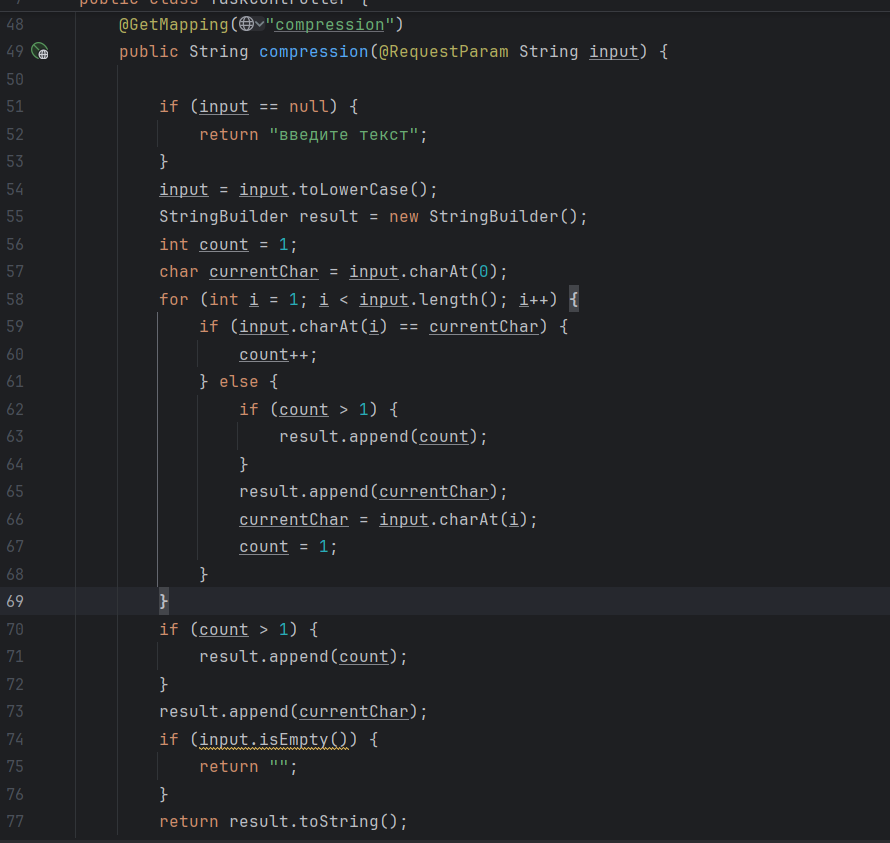 public class TaskController {
48 @GetMapping("compression")
49 public String compression(@RequestParam String input) {
50
51 if (input == null) {
52 return "введите текст";
53 }
54 input = input.toLowerCase();
55 StringBuilder result = new StringBuilder();
56 int count = 1;
57 char currentChar = input.charAt(0);
58 for (int i = 1; i < input.length(); i++) {
59 if (input.charAt(i) == currentChar) {
60 count++;
61 } else {
62 if (count > 1) {
63 result.append(count);
64 }
65 result.append(currentChar);
66 currentChar = input.charAt(i);
67 count = 1;
68 }
69 }
70 if (count > 1) {
71 result.append(count);
72 }
73 result.append(currentChar);
74 if (input.isEmpty()) {
75 return "";
76 }
77 return result.toString();